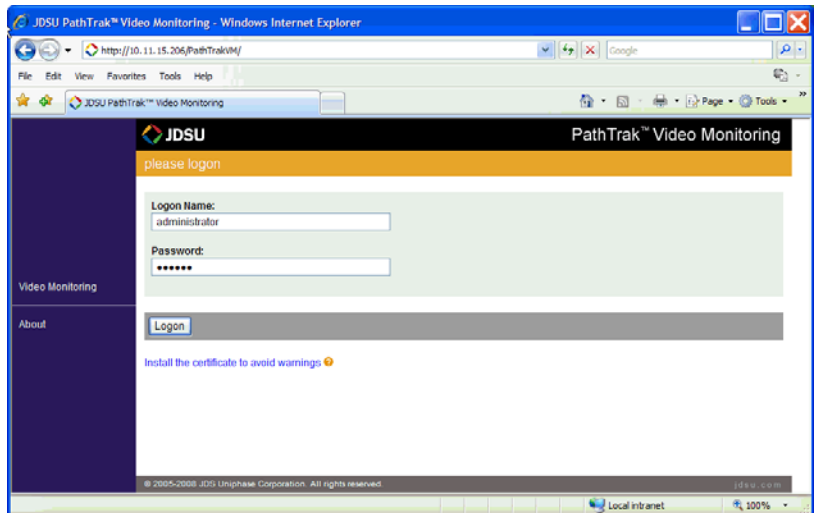 JDSU PathTrak™ Video Monitoring - Windows Internet Explorer
http://10.11.15.206/PathTrakVM/
Google
File Edit View Favorites Tools Help
JDSU PathTrak™ Video Monitoring
Page Tools
JDSU
PathTrak™ Video Monitoring
please logon
Logon Name:
administrator
Password:
••••••
Video Monitoring
About
Logon
Install the certificate to avoid warnings
© 2005-2008 JDS Uniphase Corporation. All rights reserved.
jdsu.com
Local intranet
100%